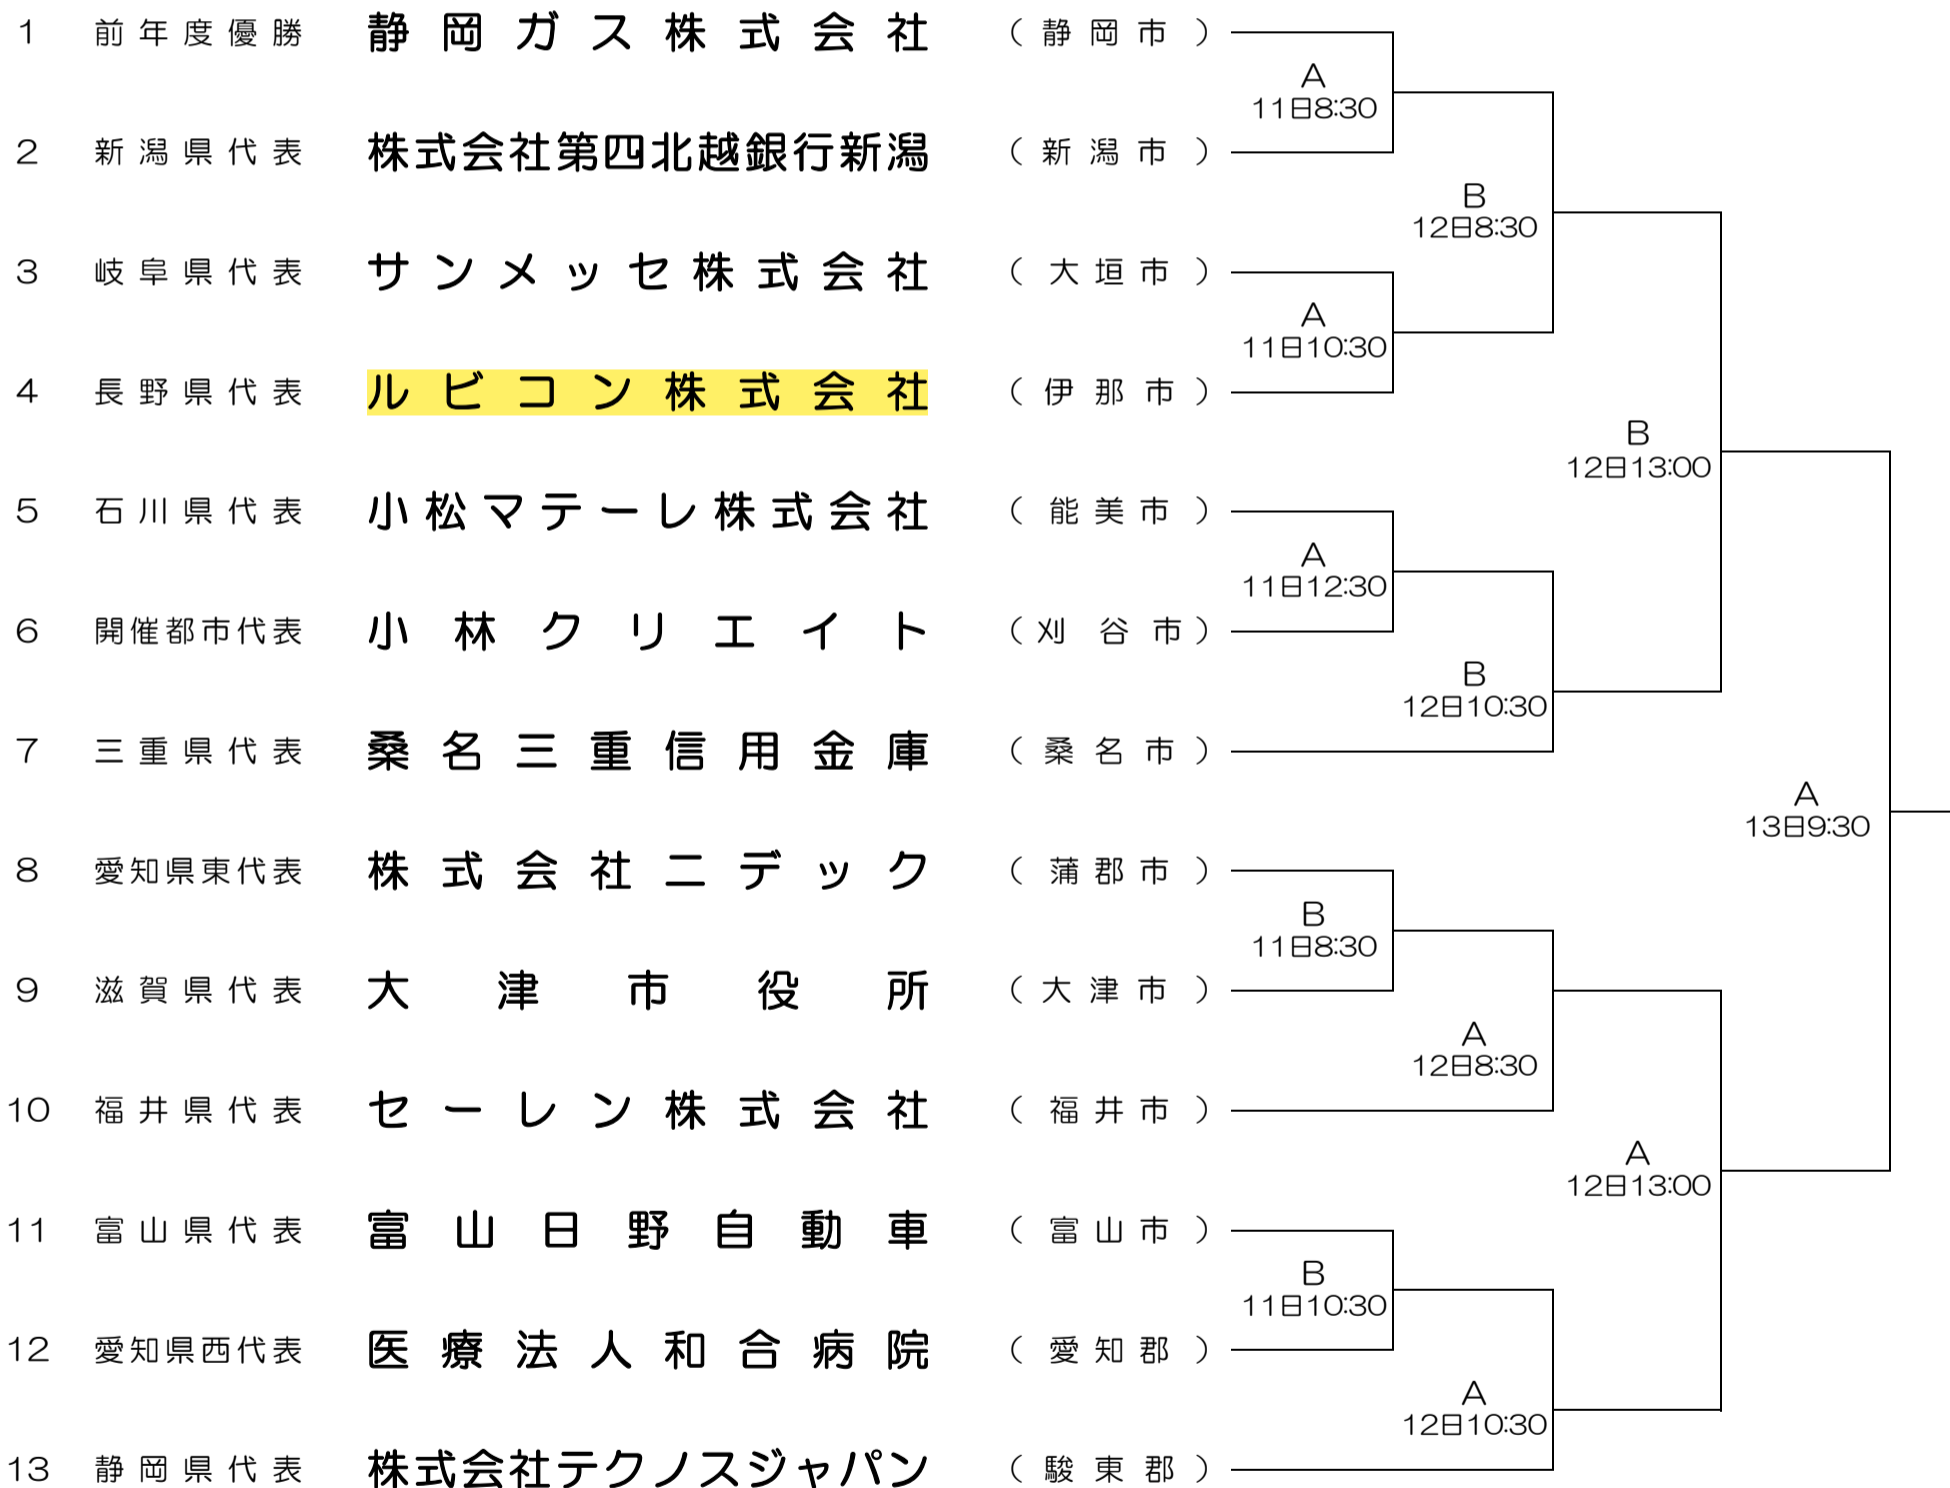 1 前年度優勝 静岡ガス株式会社 （静岡市）
A
11日8:30
2 新潟県代表 株式会社第四北越銀行新潟 （新潟市）
B
12日8:30
3 岐阜県代表 サンメッセ株式会社 （大垣市）
A
11日10:30
4 長野県代表 ルビコン株式会社 （伊那市）
B
12日13:00
5 石川県代表 小松マテーレ株式会社 （能美市）
A
11日12:30
6 開催都市代表 小林クリエイト （刈谷市）
B
12日10:30
7 三重県代表 桑名三重信用金庫 （桑名市）
A
13日9:30
8 愛知県東代表 株式会社ニデック （蒲郡市）
B
11日8:30
9 滋賀県代表 大津市役所 （大津市）
A
12日8:30
10 福井県代表 セーレン株式会社 （福井市）
A
12日13:00
11 富山県代表 富山日野自動車 （富山市）
B
11日10:30
12 愛知県西代表 医療法人和合病院 （愛知郡）
A
12日10:30
13 静岡県代表 株式会社テクノスジャパン （駿東郡）